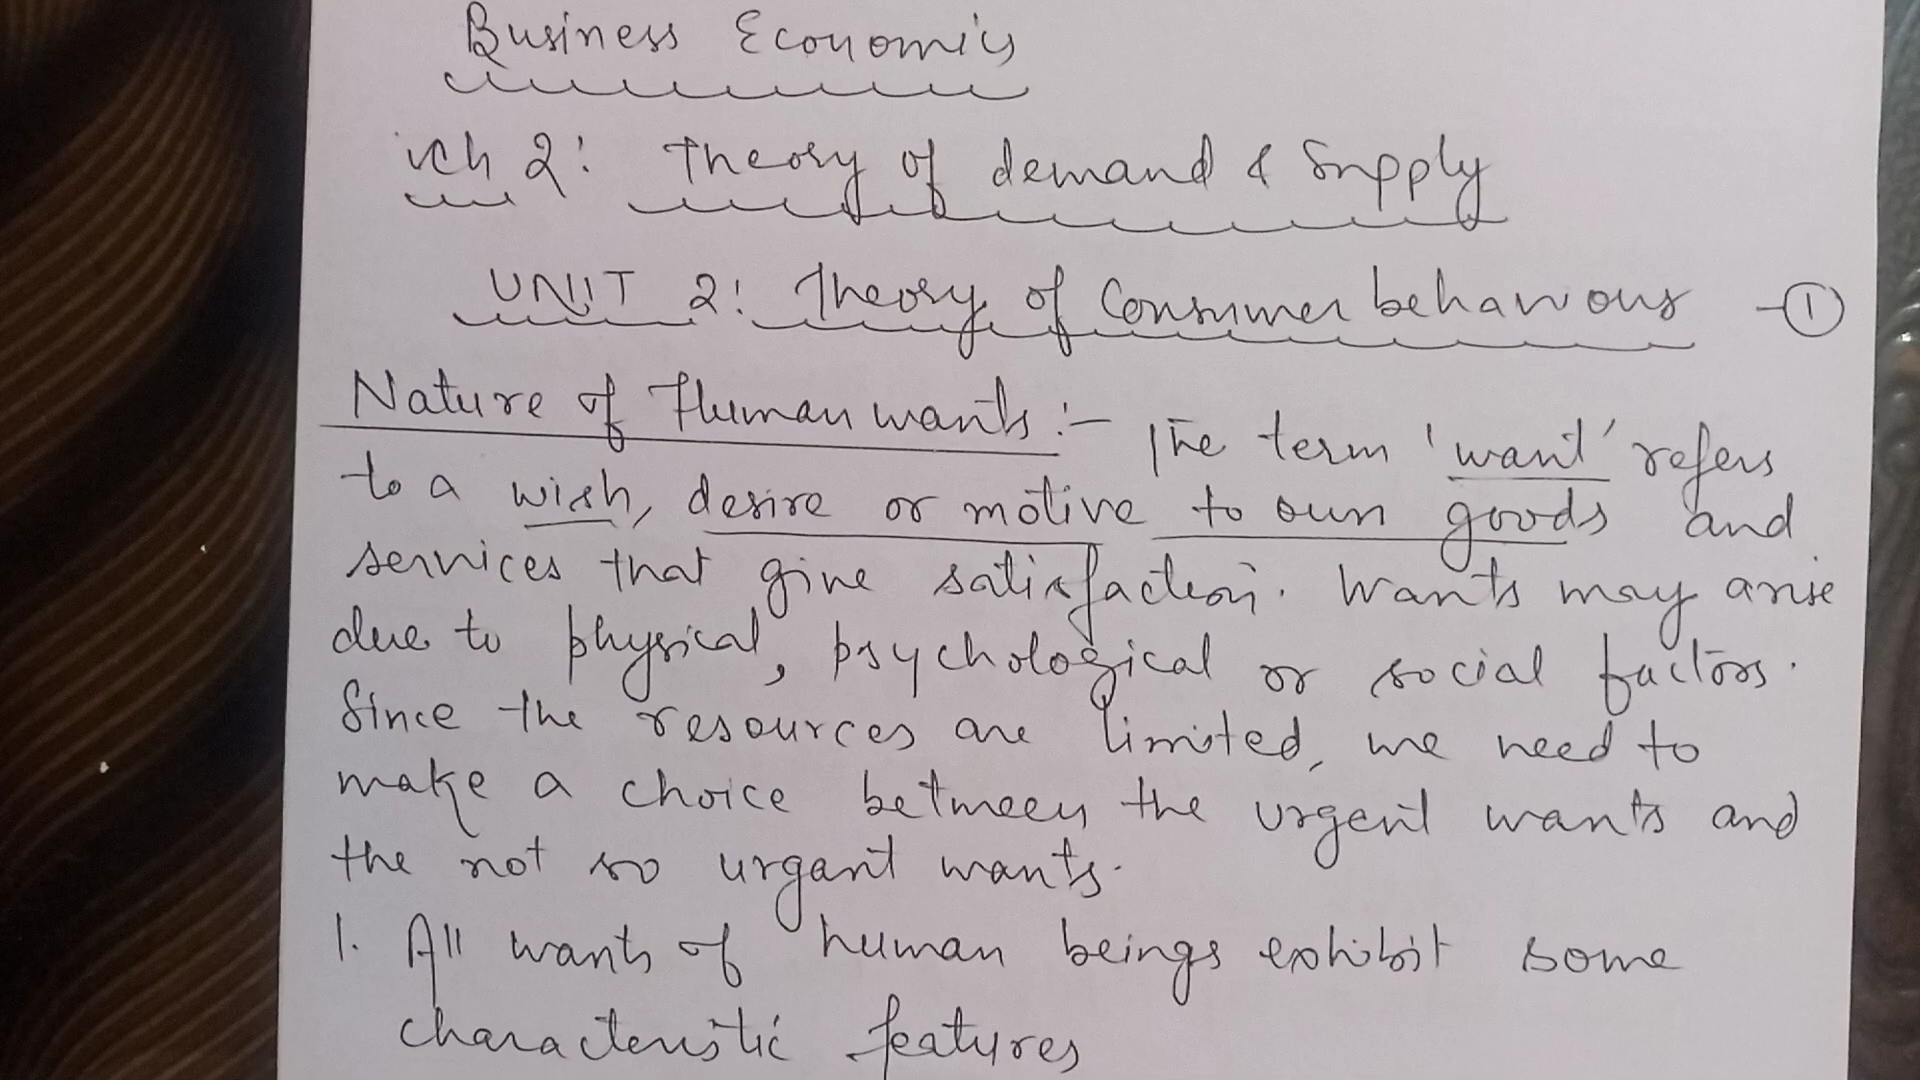 Business Economics
ich 2: Theory of demand & Supply
UNIT 2: Theory of Consumer behaviour -①
Nature of Human wants :- The term 'want' refers
to a wish, desire or motive to own goods and
services that give satisfaction. Wants may arise
due to physical, psychological or social factors.
Since the resources are limited, we need to
make a choice between the urgent wants and
the not so urgant wants.
1. All wants of human beings exhibit some
characteristic features